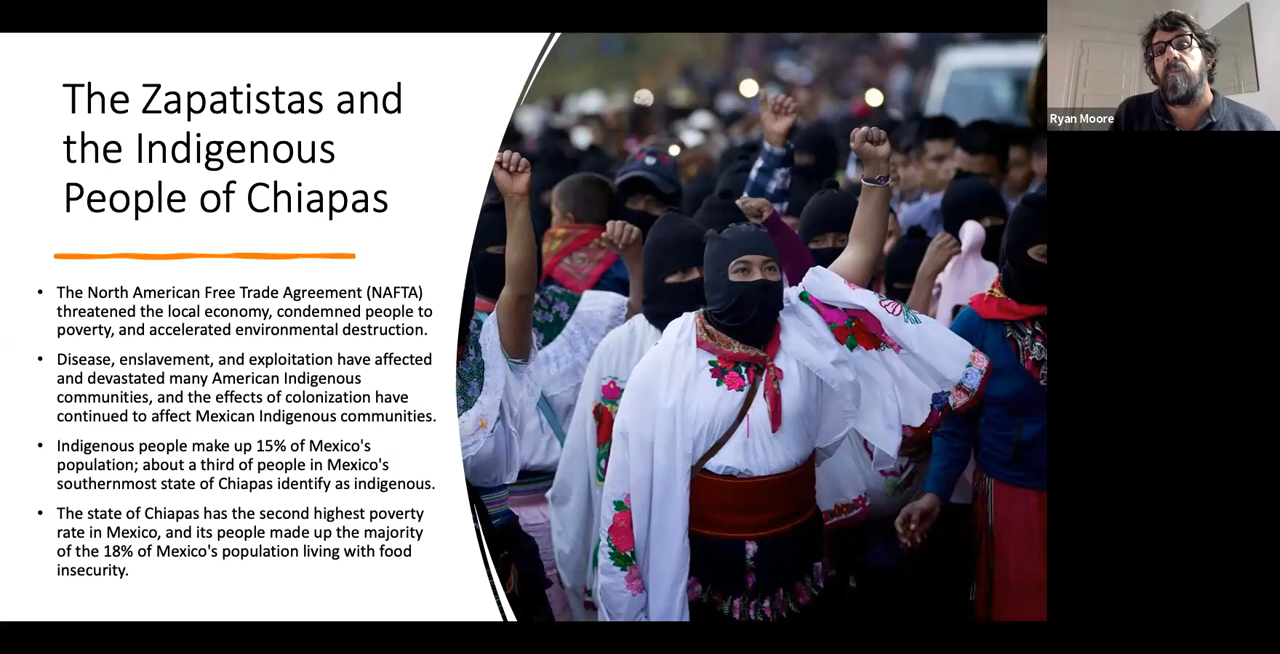 The Zapatistas and
the Indigenous
People of Chiapas
• The North American Free Trade Agreement (NAFTA)
threatened the local economy, condemned people to
poverty, and accelerated environmental destruction.
• Disease, enslavement, and exploitation have affected
and devastated many American Indigenous
communities, and the effects of colonization have
continued to affect Mexican Indigenous communities.
• Indigenous people make up 15% of Mexico's
population; about a third of people in Mexico's
southernmost state of Chiapas identify as indigenous.
• The state of Chiapas has the second highest poverty
rate in Mexico, and its people made up the majority
of the 18% of Mexico's population living with food
insecurity.
Ryan Moore